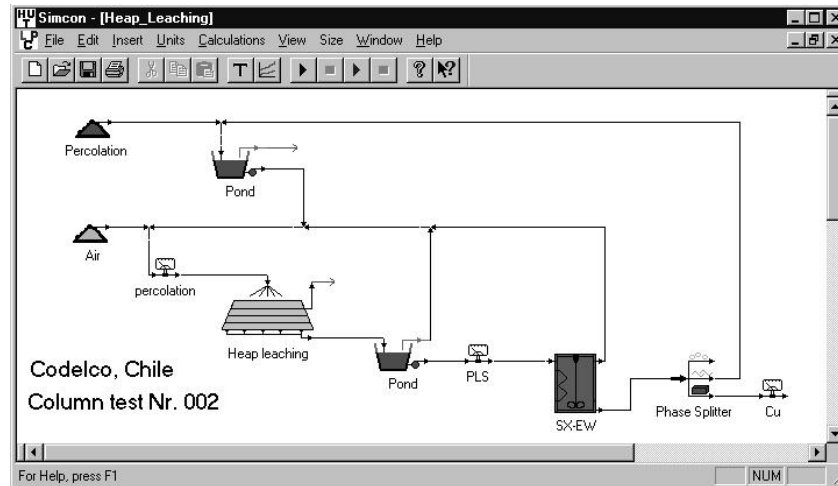 HUT Simcon - [Heap_Leaching]
File Edit Insert Units Calculations View Size Window Help
T
Percolation
Pond
Air
percolation
Heap leaching
Pond
PLS
SX-EW
Phase Splitter
Cu
Codelco, Chile
Column test Nr. 002
For Help, press F1
NUM